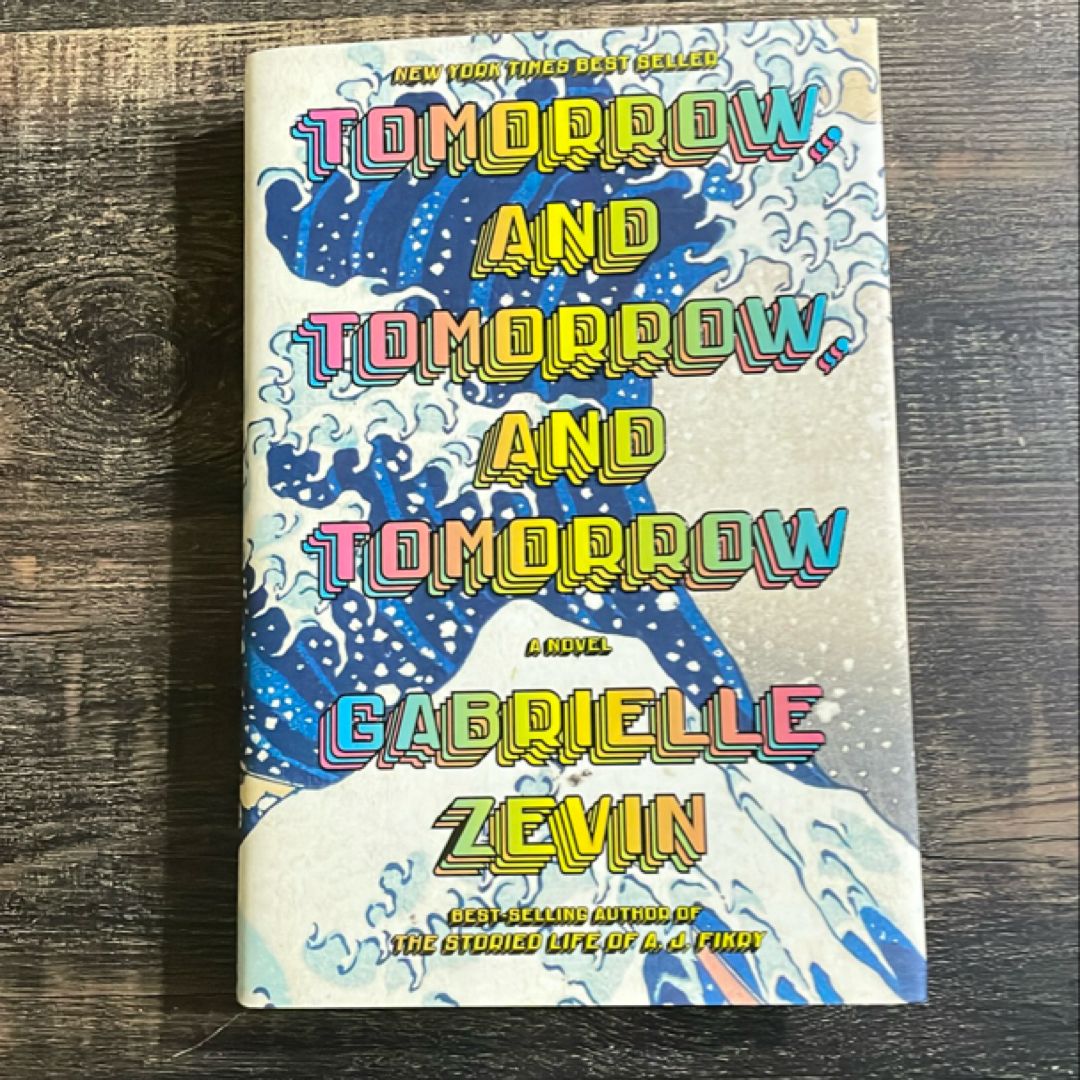 NEW YORK TIMES BEST SELLER
TOMORROW,
AND
TOMORROW,
AND
TOMORROW
A NOVEL
GABRIELLE
ZEVIN
BEST-SELLING AUTHOR OF
THE STORIED LIFE OF A. J. FIKRY